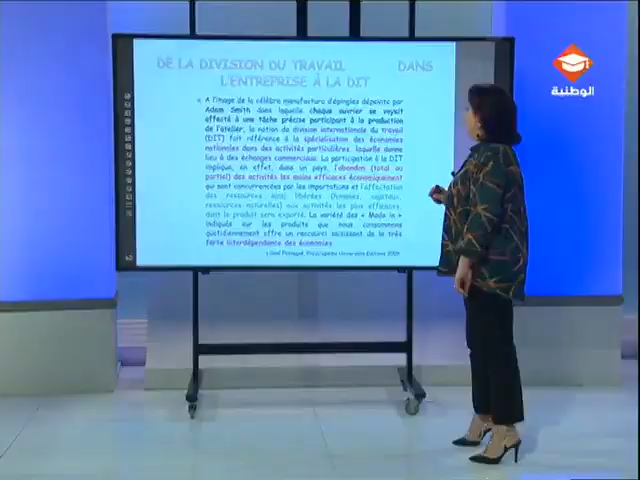 DE LA DIVISION DU TRAVAIL DANS
L'ENTREPRISE À LA DIT
A l'image de la célèbre manufacture d'épingles dépeinte par
Adam Smith dans laquelle chaque ouvrier se voyait
affecté à une tâche précise participant à la production
de l'atelier, la notion de division internationale du travail
(DIT) fait référence à la spécialisation des économies
nationales dans des activités particulières, laquelle donne
lieu à des échanges commerciaux. La participation à la DIT
implique, en effet, dans un pays, l'abandon (total ou
partiel) des activités les moins efficaces économiquement
qui sont concurrencées par les importations et l'affectation
des ressources ainsi libérées (hommes, capitaux,
ressources naturelles) aux activités les plus efficaces,
dont le produit sera exporté. La variété des « Made in »
indiqués sur les produits que nous consommons
quotidiennement offre un raccourci saisissant de la très
forte interdépendance des économies.
Encyclopædia Universalis Editions 2009
الوطنية